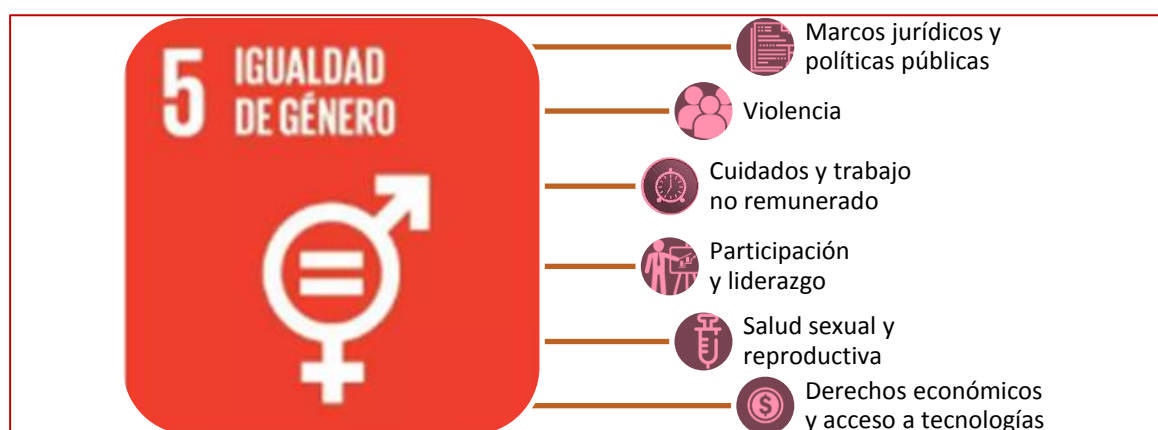 5 IGUALDAD
DE GÉNERO
Marcos jurídicos y
políticas públicas
Violencia
Cuidados y trabajo
no remunerado
Participación
y liderazgo
Salud sexual y
reproductiva
Derechos económicos
y acceso a tecnologías